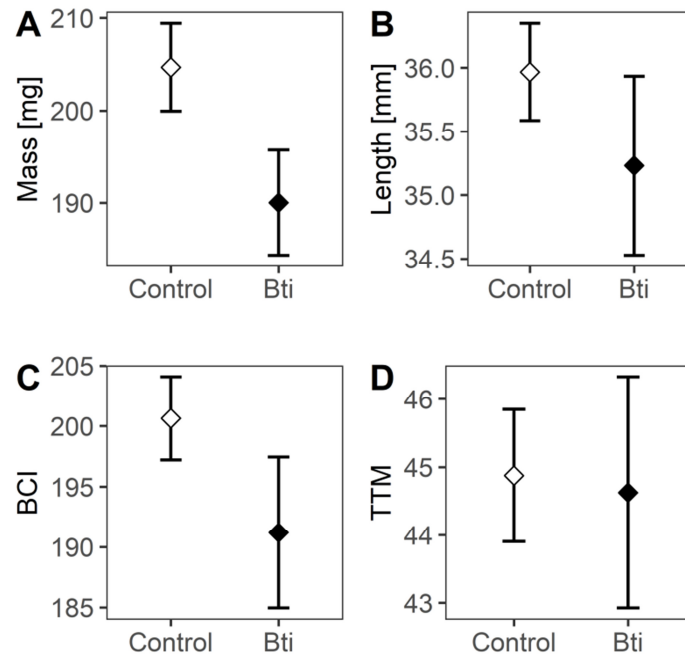 A
Mass [mg]
210
200
190
Control Bti
B
Length [mm]
36.0
35.5
35.0
34.5
Control Bti
C
BCI
205
200
195
190
185
Control Bti
D
TTM
46
45
44
43
Control Bti